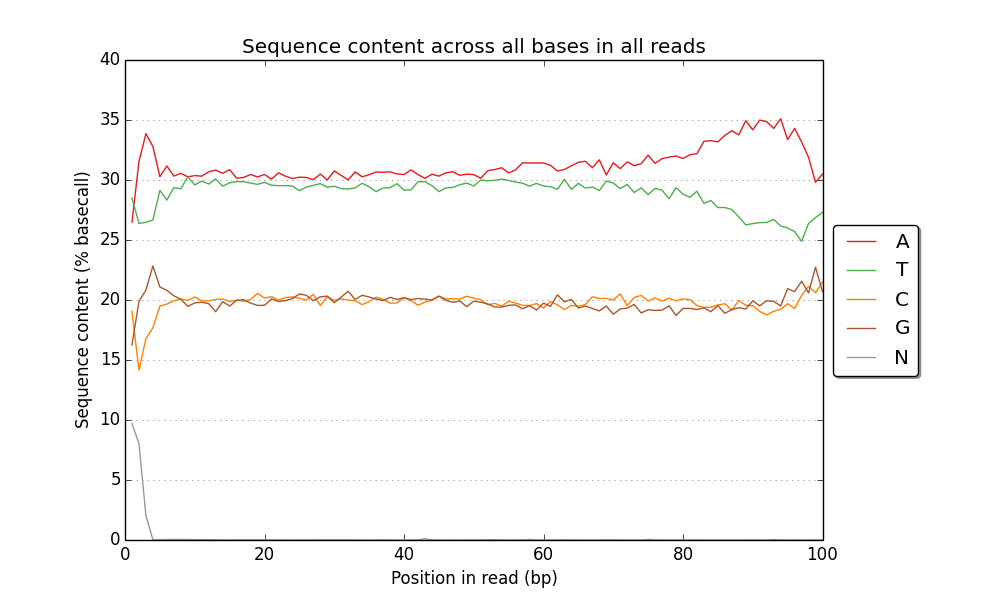 Sequence content across all bases in all reads
40
35
30
25
20
15
10
5
0
Sequence content (% basecall)
0 20 40 60 80 100
Position in read (bp)
A
T
C
G
N